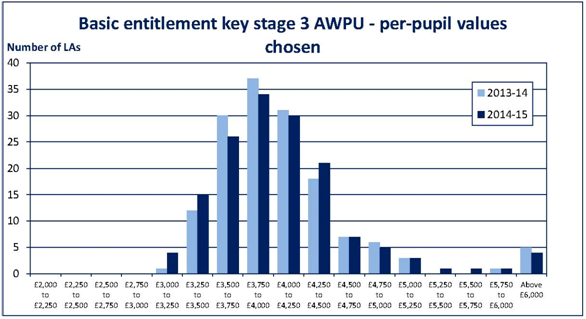 Basic entitlement key stage 3 AWPU - per-pupil values
chosen
Number of LAs
40
35
30
25
20
15
10
5
0
2013-14
2014-15
£2,000 £2,250 £2,500 £2,750 £3,000 £3,250 £3,500 £3,750 £4,000 £4,250 £4,500 £4,750 £5,000 £5,250 £5,500 £5,750 Above
to to to to to to to to to to to to to to to to £6,000
£2,250 £2,500 £2,750 £3,000 £3,250 £3,500 £3,750 £4,000 £4,250 £4,500 £4,750 £5,000 £5,250 £5,500 £5,750 £6,000